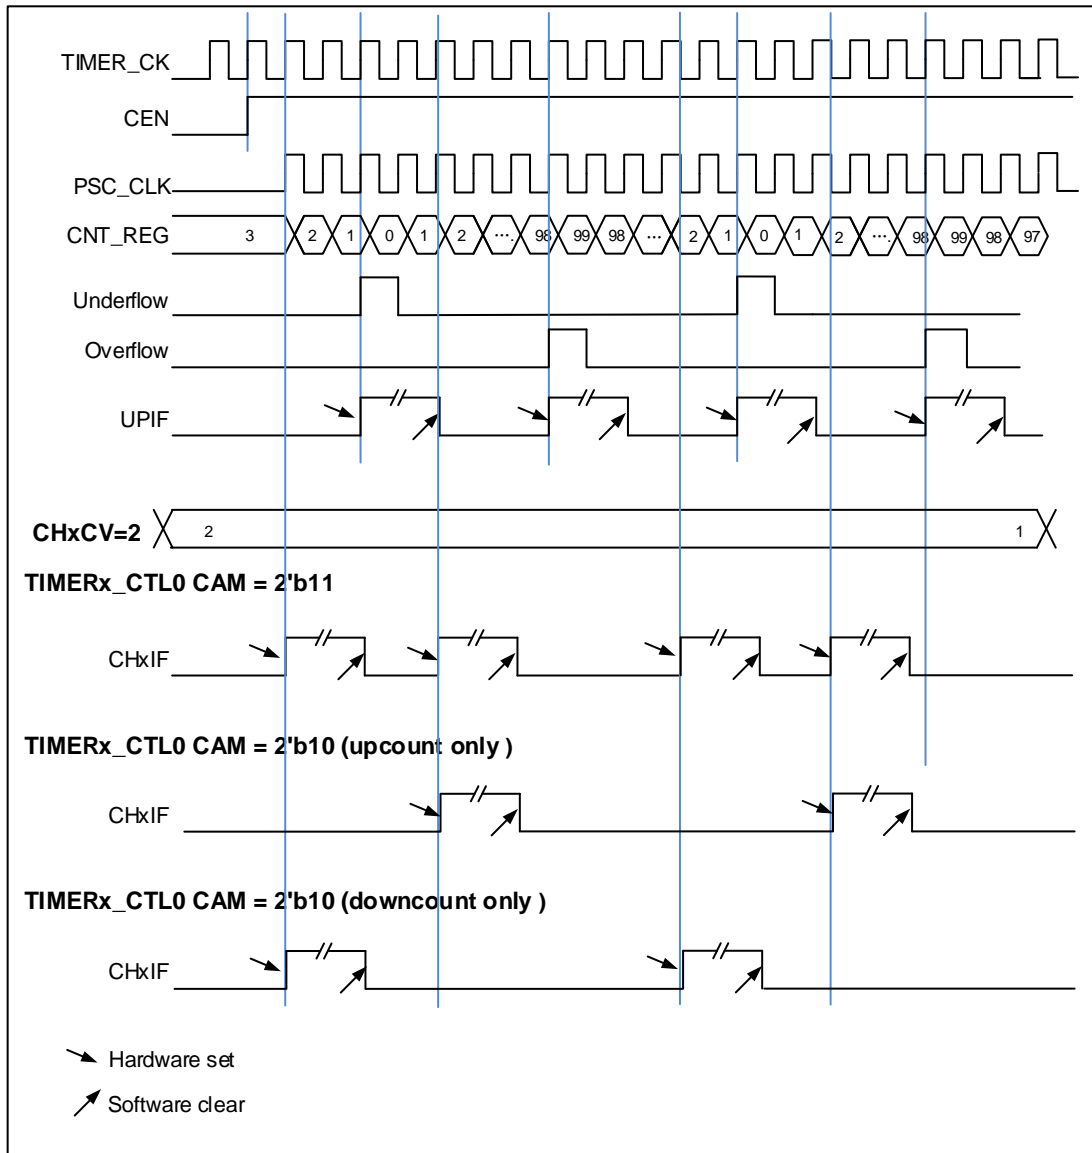 TIMER_CK
CEN
PSC_CLK
CNT_REG 3 2 1 0 1 2 .... 98 99 98 ... 2 1 0 1 2 .... 98 99 98 97
Underflow
Overflow
UPIF
CHxCV=2 2 1
TIMERx_CTL0 CAM = 2'b11
CHxIF
TIMERx_CTL0 CAM = 2'b10 (upcount only )
CHxIF
TIMERx_CTL0 CAM = 2'b10 (downcount only )
CHxIF
Hardware set
Software clear